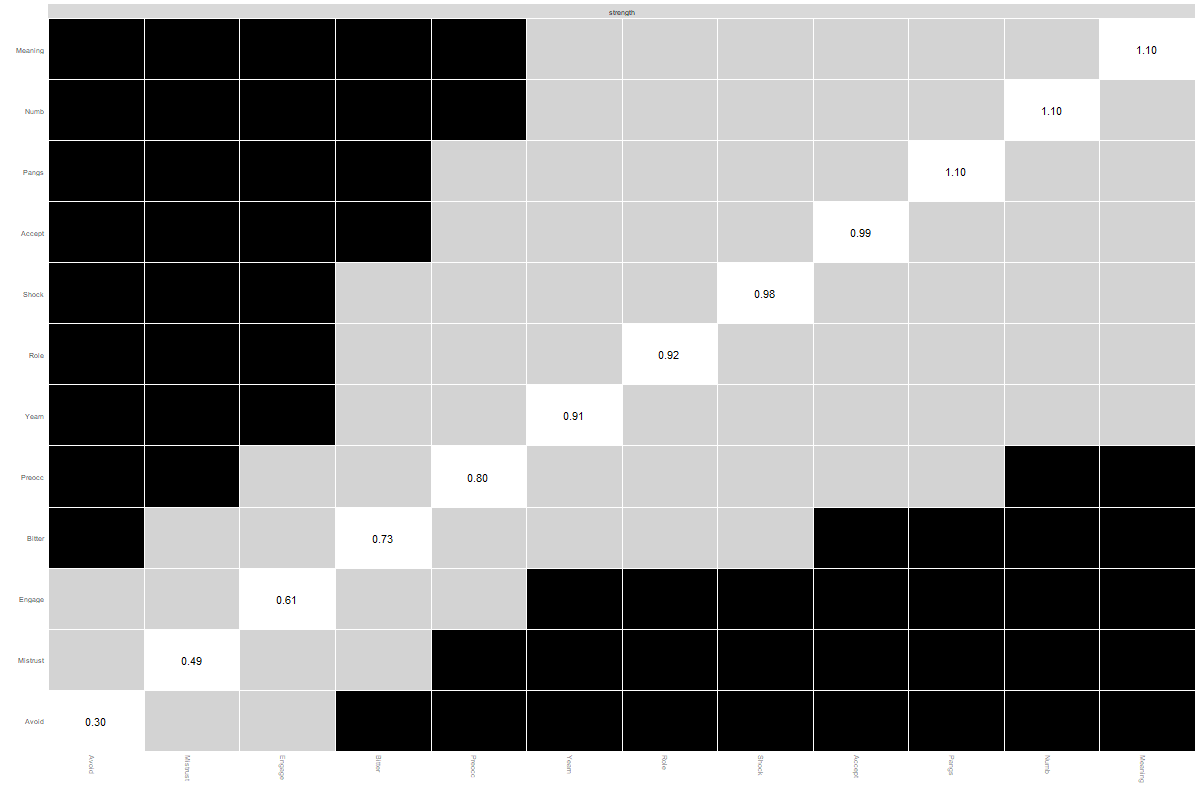 strength
Meaning 1.10
Numb 1.10
Pangs 1.10
Accept 0.99
Shock 0.98
Role 0.92
Yearn 0.91
Preocc 0.80
Bitter 0.73
Engage 0.61
Mistrust 0.49
Avoid 0.30
Avoid Mistrust Engage Bitter Preocc Yearn Role Shock Accept Pangs Numb Meaning